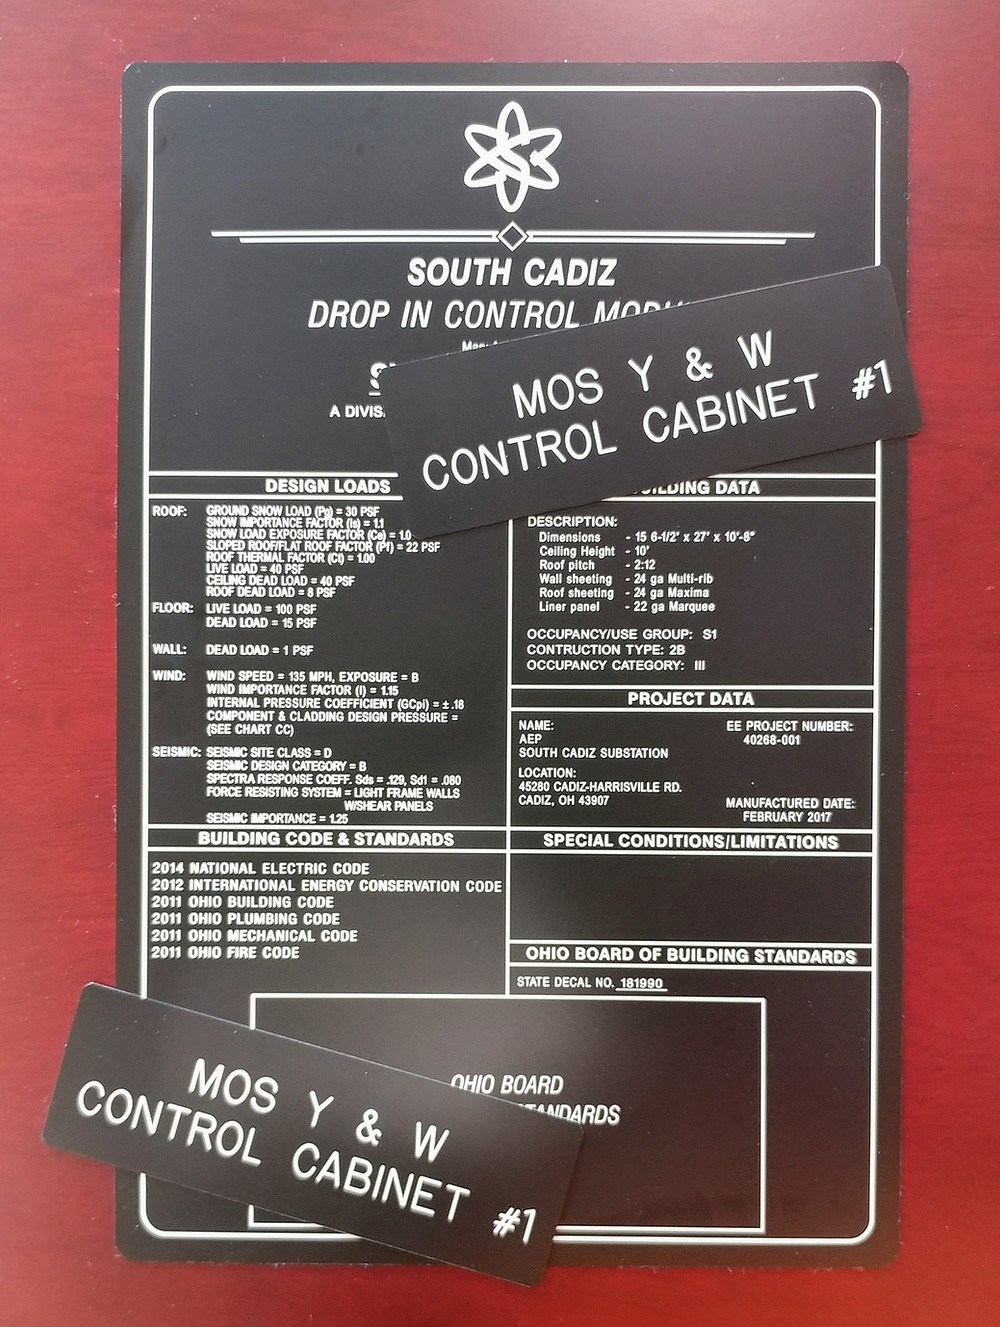 SOUTH CADIZ
DROP IN CONTROL
A
MOS Y & W
CONTROL CABINET #1
DESIGN LOADS
ROOF: GROUND SNOW LOAD (Pg) = 30 PSF
SNOW IMPORTANCE FACTOR (Is) = 1.1
SNOW LOAD EXPOSURE FACTOR (Ce) = 1.0
SLOPED ROOF/FLAT ROOF FACTOR (Pf) = 22 PSF
ROOF THERMAL FACTOR (Ct) = 1.00
LIVE LOAD = 40 PSF
CEILING DEAD LOAD = 40 PSF
ROOF DEAD LOAD = 8 PSF
FLOOR: LIVE LOAD = 100 PSF
DEAD LOAD = 15 PSF
WALL: DEAD LOAD = 1 PSF
WIND: WIND SPEED = 135 MPH, EXPOSURE = B
WIND IMPORTANCE FACTOR (I) = 1.15
INTERNAL PRESSURE COEFFICIENT (GCpi) = ± .18
COMPONENT & CLADDING DESIGN PRESSURE =
(SEE CHART CC)
SEISMIC: SEISMIC SITE CLASS = D
SEISMIC DESIGN CATEGORY = B
SPECTRA RESPONSE COEFF. Sds = .129, Sd1 = .080
FORCE RESISTING SYSTEM = LIGHT FRAME WALLS
W/SHEAR PANELS
SEISMIC IMPORTANCE = 1.25
BUILDING CODE & STANDARDS
2014 NATIONAL ELECTRIC CODE
2012 INTERNATIONAL ENERGY CONSERVATION CODE
2011 OHIO BUILDING CODE
2011 OHIO PLUMBING CODE
2011 OHIO MECHANICAL CODE
2011 OHIO FIRE CODE
BUILDING DATA
DESCRIPTION:
Dimensions - 15 6-1/2' x 27' x 10'-8"
Ceiling Height - 10'
Roof pitch - 2:12
Wall sheeting - 24 ga Multi-rib
Roof sheeting - 24 ga Maxima
Liner panel - 22 ga Marquee
OCCUPANCY/USE GROUP: S1
CONTRUCTION TYPE: 2B
OCCUPANCY CATEGORY: III
PROJECT DATA
NAME: EE PROJECT NUMBER:
AEP 40268-001
SOUTH CADIZ SUBSTATION
LOCATION:
45280 CADIZ-HARRISVILLE RD.
CADIZ, OH 43907 MANUFACTURED DATE:
FEBRUARY 2017
SPECIAL CONDITIONS/LIMITATIONS
OHIO BOARD OF BUILDING STANDARDS
STATE DECAL NO. 181990
OHIO BOARD
STANDARDS
MOS Y & W
CONTROL CABINET #1